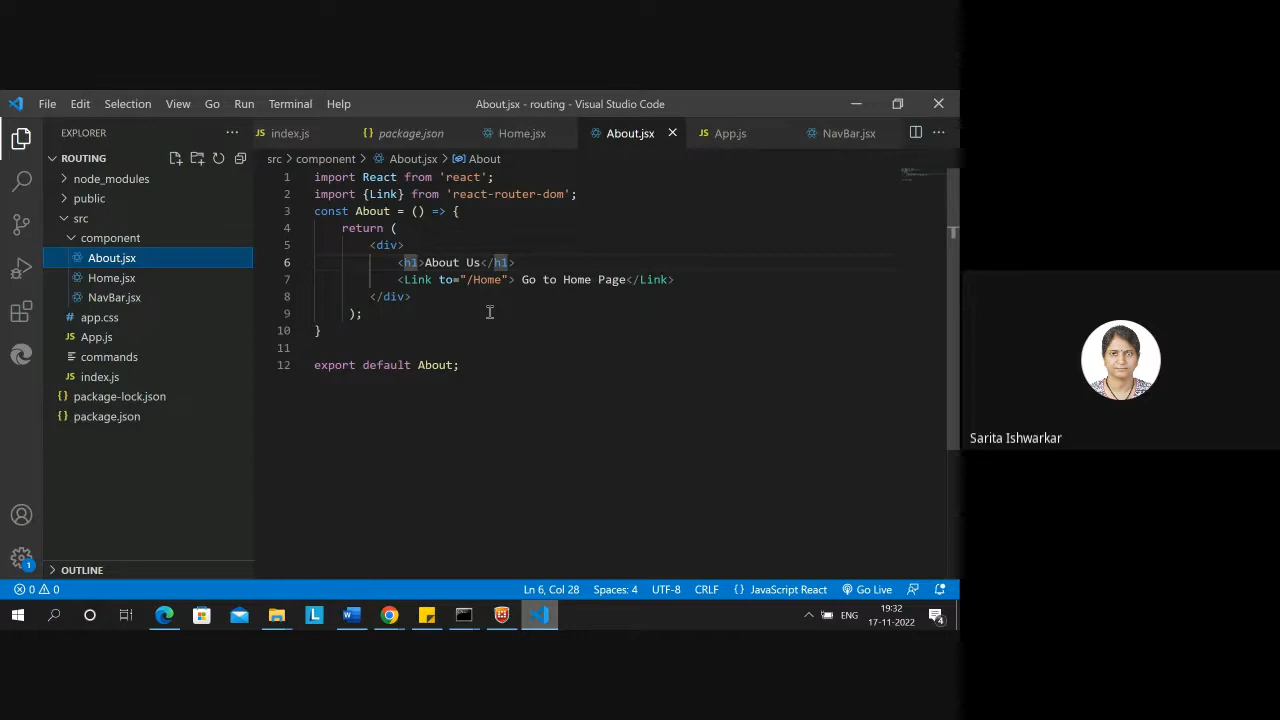 File Edit Selection View Go Run Terminal Help
About.jsx - routing - Visual Studio Code
EXPLORER
index.js
package.json
Home.jsx
About.jsx
App.js
NavBar.jsx
ROUTING
node_modules
public
src
component
About.jsx
Home.jsx
NavBar.jsx
app.css
App.js
commands
index.js
package-lock.json
package.json
OUTLINE
src > component > About.jsx > About
1 import React from 'react';
2 import {Link} from 'react-router-dom';
3 const About = () => {
4 return (
5 <div>
6 <h1>About Us</h1>
7 <Link to="/Home"> Go to Home Page</Link>
8 </div>
9 );
10 }
11
12 export default About;
Sarita Ishwarkar
1
0 0
Ln 6, Col 28 Spaces: 4 UTF-8 CRLF {} JavaScript React Go Live
ENG
19:32
17-11-2022
4